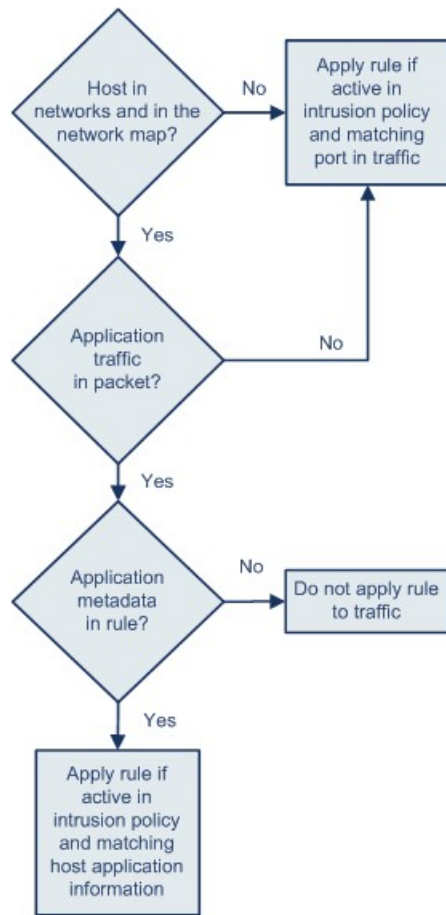 Host in
networks and in the
network map?
No
Apply rule if
active in
intrusion policy
and matching
port in traffic
Yes
Application
traffic
in packet?
No
Yes
Application
metadata
in rule?
No
Do not apply rule
to traffic
Yes
Apply rule if
active in
intrusion policy
and matching
host application
information